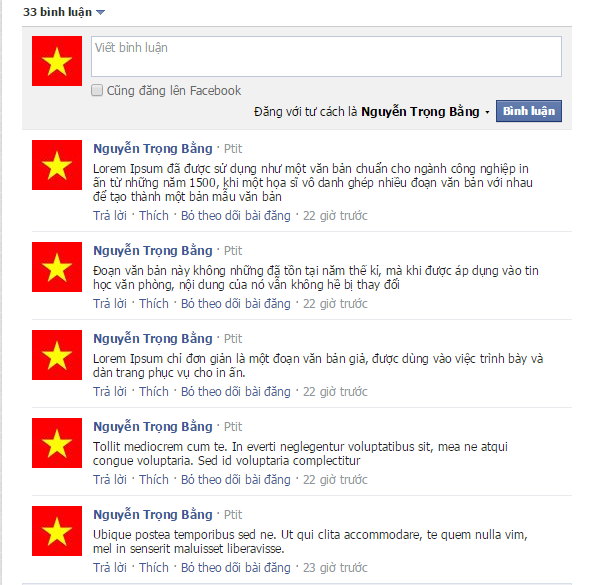 33 bình luận
Viết bình luận
Cũng đăng lên Facebook
Đăng với tư cách là Nguyễn Trọng Bằng · Bình luận
Nguyễn Trọng Bằng · Ptit
Lorem Ipsum đã được sử dụng như một văn bản chuẩn cho ngành công nghiệp in
ấn từ những năm 1500, khi một họa sĩ vô danh ghép nhiều đoạn văn bản với nhau
để tạo thành một bản mẫu văn bản
Trả lời · Thích · Bỏ theo dõi bài đăng · 22 giờ trước
Nguyễn Trọng Bằng · Ptit
Đoạn văn bản này không những đã tồn tại năm thế kỉ, mà khi được áp dụng vào tin
học văn phòng, nội dung của nó vẫn không hề bị thay đổi
Trả lời · Thích · Bỏ theo dõi bài đăng · 22 giờ trước
Nguyễn Trọng Bằng · Ptit
Lorem Ipsum chỉ đơn giản là một đoạn văn bản giả, được dùng vào việc trình bày và
dàn trang phục vụ cho in ấn.
Trả lời · Thích · Bỏ theo dõi bài đăng · 22 giờ trước
Nguyễn Trọng Bằng · Ptit
Tollit mediocrem cum te. In everti neglegentur voluptatibus sit, mea ne atqui
congue voluptaria. Sed id voluptaria complectitur
Trả lời · Thích · Bỏ theo dõi bài đăng · 22 giờ trước
Nguyễn Trọng Bằng · Ptit
Ubique postea temporibus sed ne. Ut qui clita accommodare, te quem nulla vim,
mel in senserit maluisset liberavisse.
Trả lời · Thích · Bỏ theo dõi bài đăng · 23 giờ trước